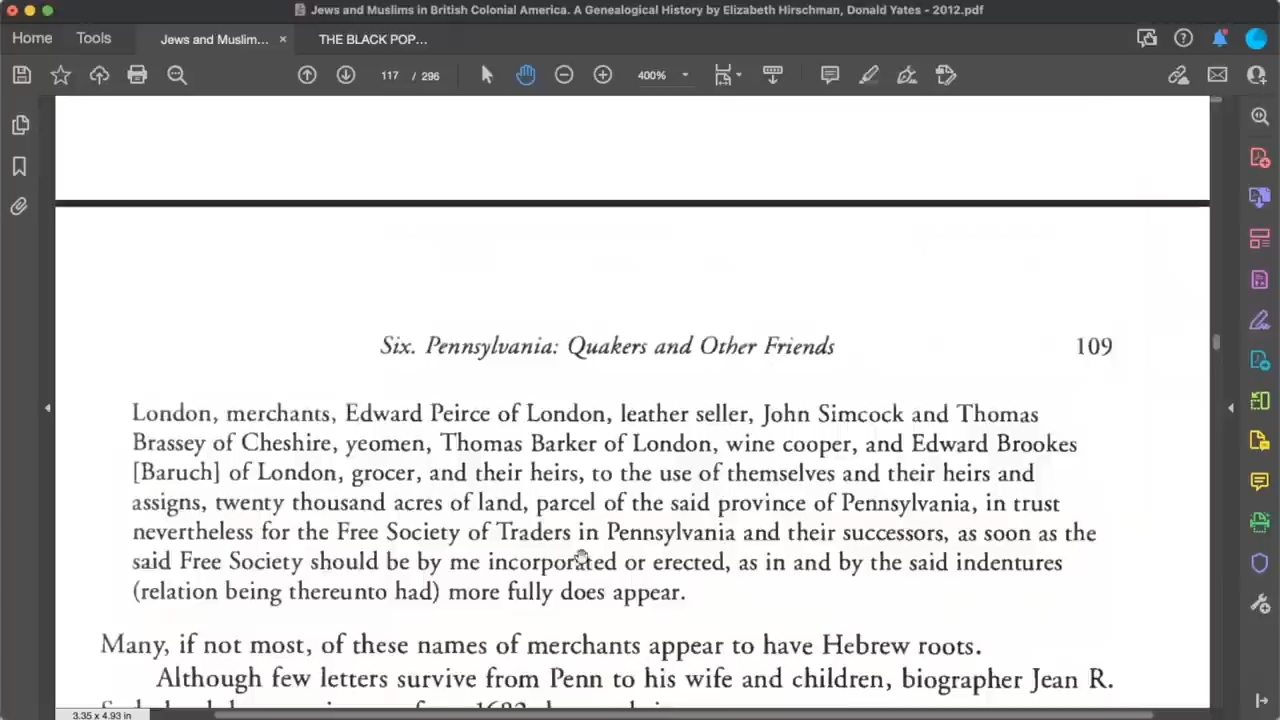 Jews and Muslims in British Colonial America. A Genealogical History by Elizabeth Hirschman, Donald Yates - 2012.pdf
Home Tools Jews and Muslim... × THE BLACK POP...
117 / 296 400%
Six. Pennsylvania: Quakers and Other Friends 109
London, merchants, Edward Peirce of London, leather seller, John Simcock and Thomas
Brassey of Cheshire, yeomen, Thomas Barker of London, wine cooper, and Edward Brookes
[Baruch] of London, grocer, and their heirs, to the use of themselves and their heirs and
assigns, twenty thousand acres of land, parcel of the said province of Pennsylvania, in trust
nevertheless for the Free Society of Traders in Pennsylvania and their successors, as soon as the
said Free Society should be by me incorporated or erected, as in and by the said indentures
(relation being thereunto had) more fully does appear.
Many, if not most, of these names of merchants appear to have Hebrew roots.
Although few letters survive from Penn to his wife and children, biographer Jean R.
3.35 x 4.93 in